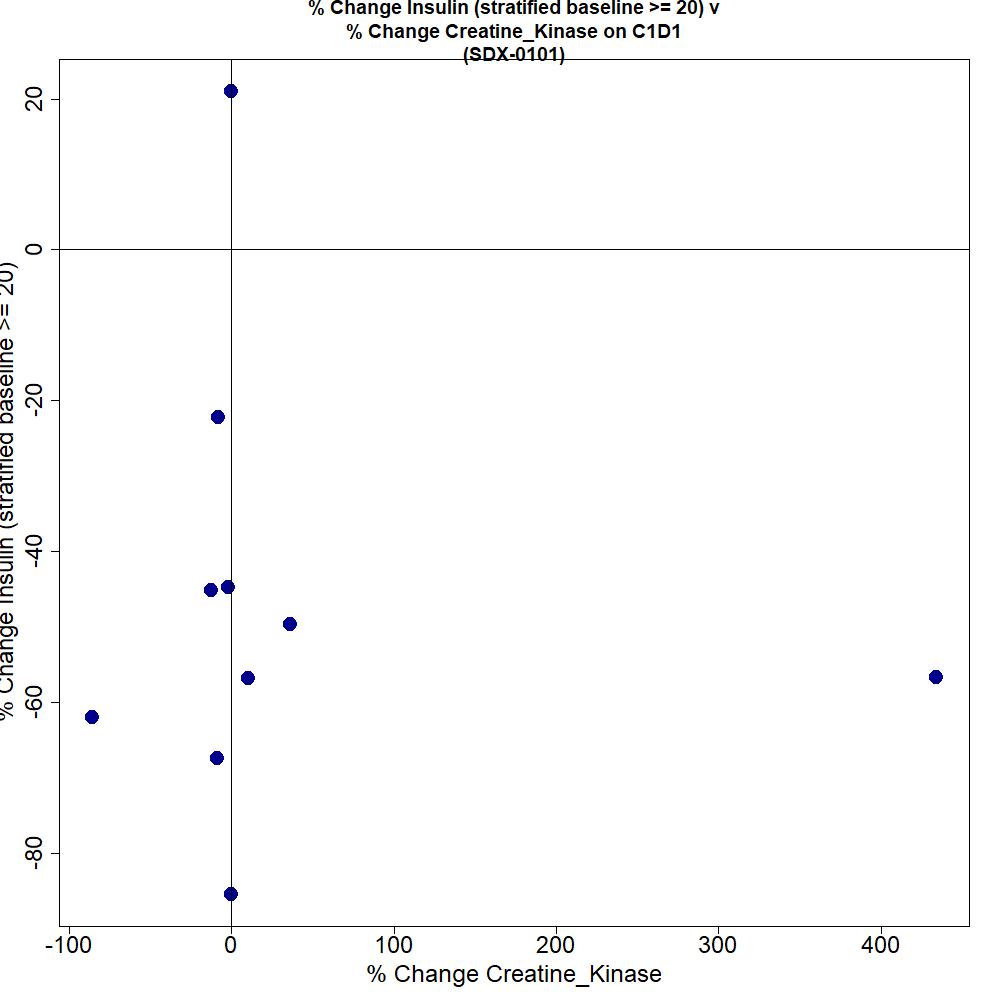 % Change Insulin (stratified baseline >= 20) v
% Change Creatine_Kinase on C1D1
(SDX-0101)
% Change Insulin (stratified baseline >= 20)
20
0
-20
-40
-60
-80
-100
0
100
200
300
400
% Change Creatine_Kinase